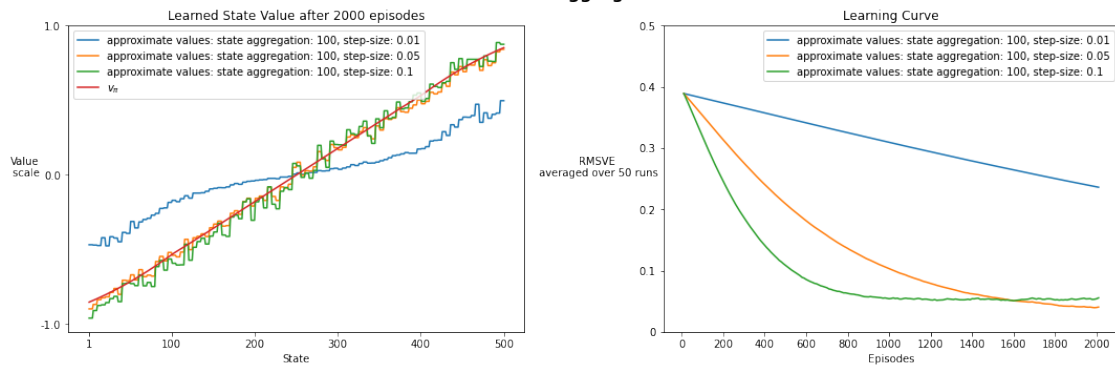 gg g
Learned State Value after 2000 episodes
1.0
approximate values: state aggregation: 100, step-size: 0.01
approximate values: state aggregation: 100, step-size: 0.05
approximate values: state aggregation: 100, step-size: 0.1
vπ
Value
scale
0.0
-1.0
1
100
200
300
400
500
State
Learning Curve
0.5
approximate values: state aggregation: 100, step-size: 0.01
approximate values: state aggregation: 100, step-size: 0.05
approximate values: state aggregation: 100, step-size: 0.1
0.4
0.3
RMSVE
averaged over 50 runs
0.2
0.1
0
0
200
400
600
800
1000
1200
1400
1600
1800
2000
Episodes